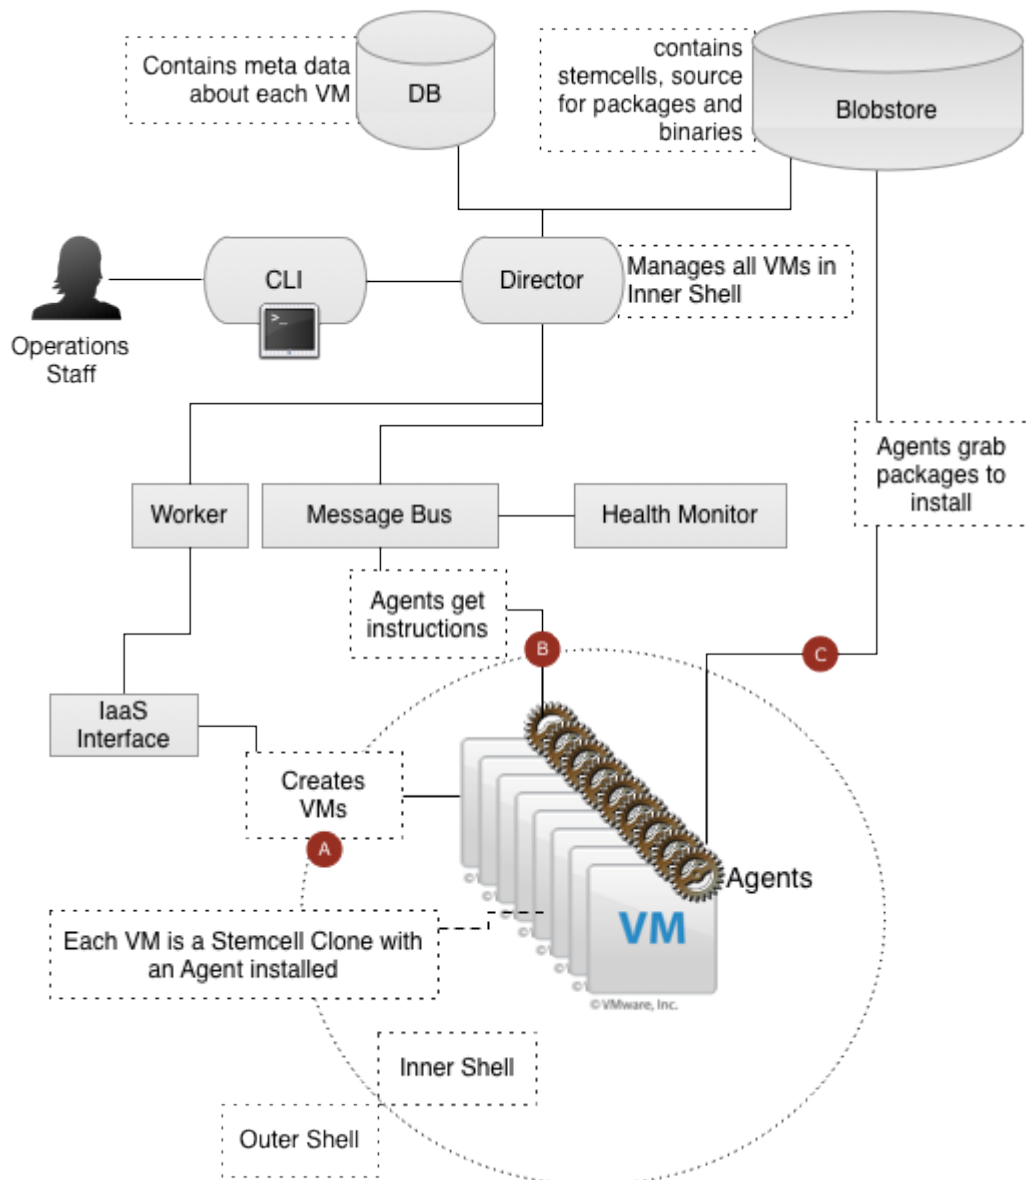 Contains meta data
about each VM
DB
contains
stemcells, source
for packages and
binaries
Blobstore
Operations
Staff
CLI
>_
Director
Manages all VMs in
Inner Shell
Worker
Message Bus
Health Monitor
Agents grab
packages to
install
Agents get
instructions
B
C
IaaS
Interface
Creates
VMs
A
Agents
VM
©VMware, Inc.
Each VM is a Stemcell Clone with
an Agent installed
Inner Shell
Outer Shell